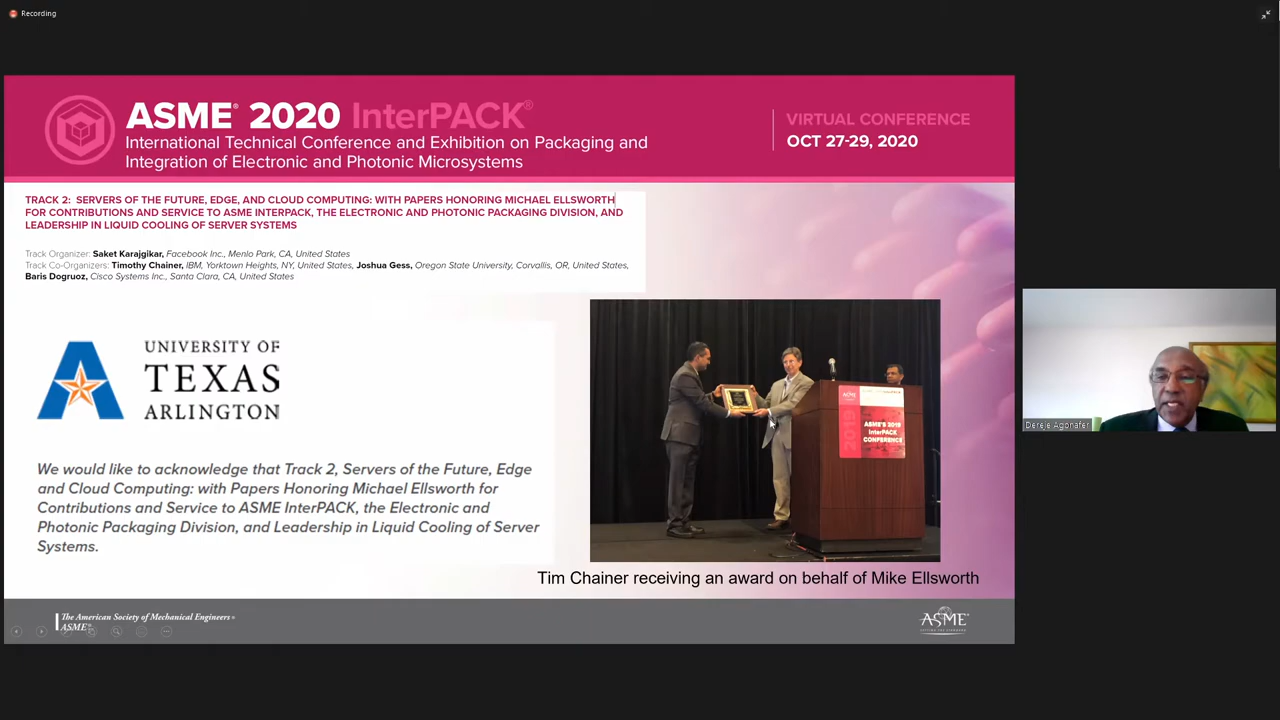 Recording
ASME® 2020 InterPACK®
International Technical Conference and Exhibition on Packaging and
Integration of Electronic and Photonic Microsystems
VIRTUAL CONFERENCE
OCT 27-29, 2020
TRACK 2: SERVERS OF THE FUTURE, EDGE, AND CLOUD COMPUTING: WITH PAPERS HONORING MICHAEL ELLSWORTH
FOR CONTRIBUTIONS AND SERVICE TO ASME INTERPACK, THE ELECTRONIC AND PHOTONIC PACKAGING DIVISION, AND
LEADERSHIP IN LIQUID COOLING OF SERVER SYSTEMS
Track Organizer: Saket Karajgikar, Facebook Inc., Menlo Park, CA, United States
Track Co-Organizers: Timothy Chainer, IBM, Yorktown Heights, NY, United States, Joshua Gess, Oregon State University, Corvallis, OR, United States,
Baris Dogruoz, Cisco Systems Inc., Santa Clara, CA, United States
UNIVERSITY OF
TEXAS
ARLINGTON
We would like to acknowledge that Track 2, Servers of the Future, Edge
and Cloud Computing: with Papers Honoring Michael Ellsworth for
Contributions and Service to ASME InterPACK, the Electronic and
Photonic Packaging Division, and Leadership in Liquid Cooling of Server
Systems.
2019
ASME'S 2019
InterPACK
CONFERENCE
Tim Chainer receiving an award on behalf of Mike Ellsworth
Dereje Agonafer
The American Society of Mechanical Engineers®
ASME®
ASME